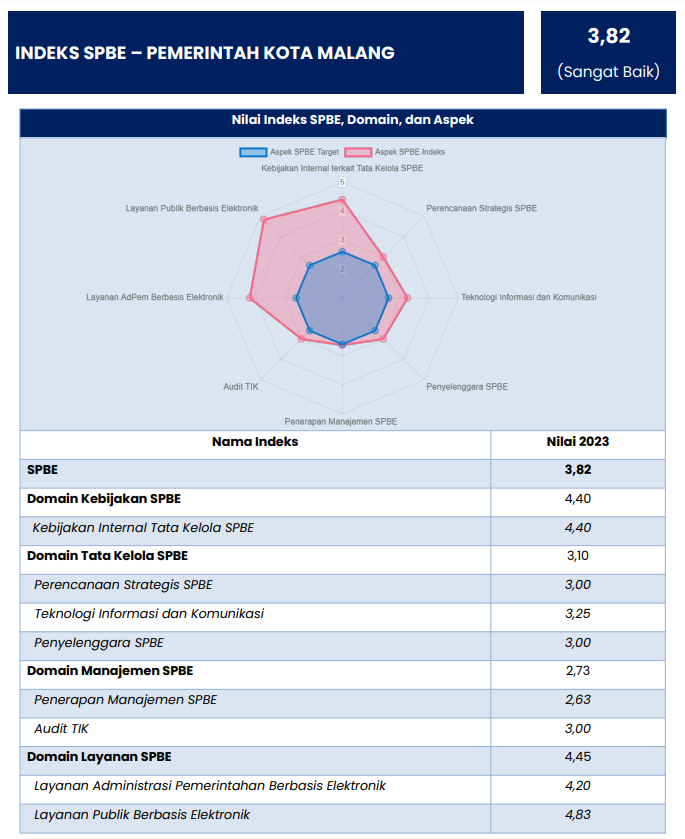 INDEKS SPBE – PEMERINTAH KOTA MALANG
3,82
(Sangat Baik)
Nilai Indeks SPBE, Domain, dan Aspek
Aspek SPBE Target Aspek SPBE Indeks
Kebijakan Internal terkait Tata Kelola SPBE
5
Layanan Publik Berbasis Elektronik Perencanaan Strategis SPBE
4
3
2
Layanan AdPem Berbasis Elektronik Teknologi Informasi dan Komunikasi
Audit TIK Penyelenggara SPBE
Penerapan Manajemen SPBE
Nama Indeks Nilai 2023
SPBE 3,82
Domain Kebijakan SPBE 4,40
Kebijakan Internal Tata Kelola SPBE 4,40
Domain Tata Kelola SPBE 3,10
Perencanaan Strategis SPBE 3,00
Teknologi Informasi dan Komunikasi 3,25
Penyelenggara SPBE 3,00
Domain Manajemen SPBE 2,73
Penerapan Manajemen SPBE 2,63
Audit TIK 3,00
Domain Layanan SPBE 4,45
Layanan Administrasi Pemerintahan Berbasis Elektronik 4,20
Layanan Publik Berbasis Elektronik 4,83